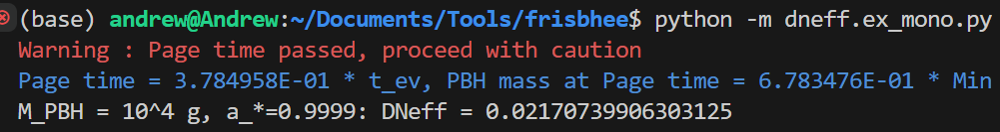 (base) andrew@Andrew:~/Documents/Tools/frisbhee$ python -m dneff.ex_mono.py
Warning : Page time passed, proceed with caution
Page time = 3.784958E-01 * t_ev, PBH mass at Page time = 6.783476E-01 * Min
M_PBH = 10^4 g, a_*=0.9999: DNeff = 0.02170739906303125